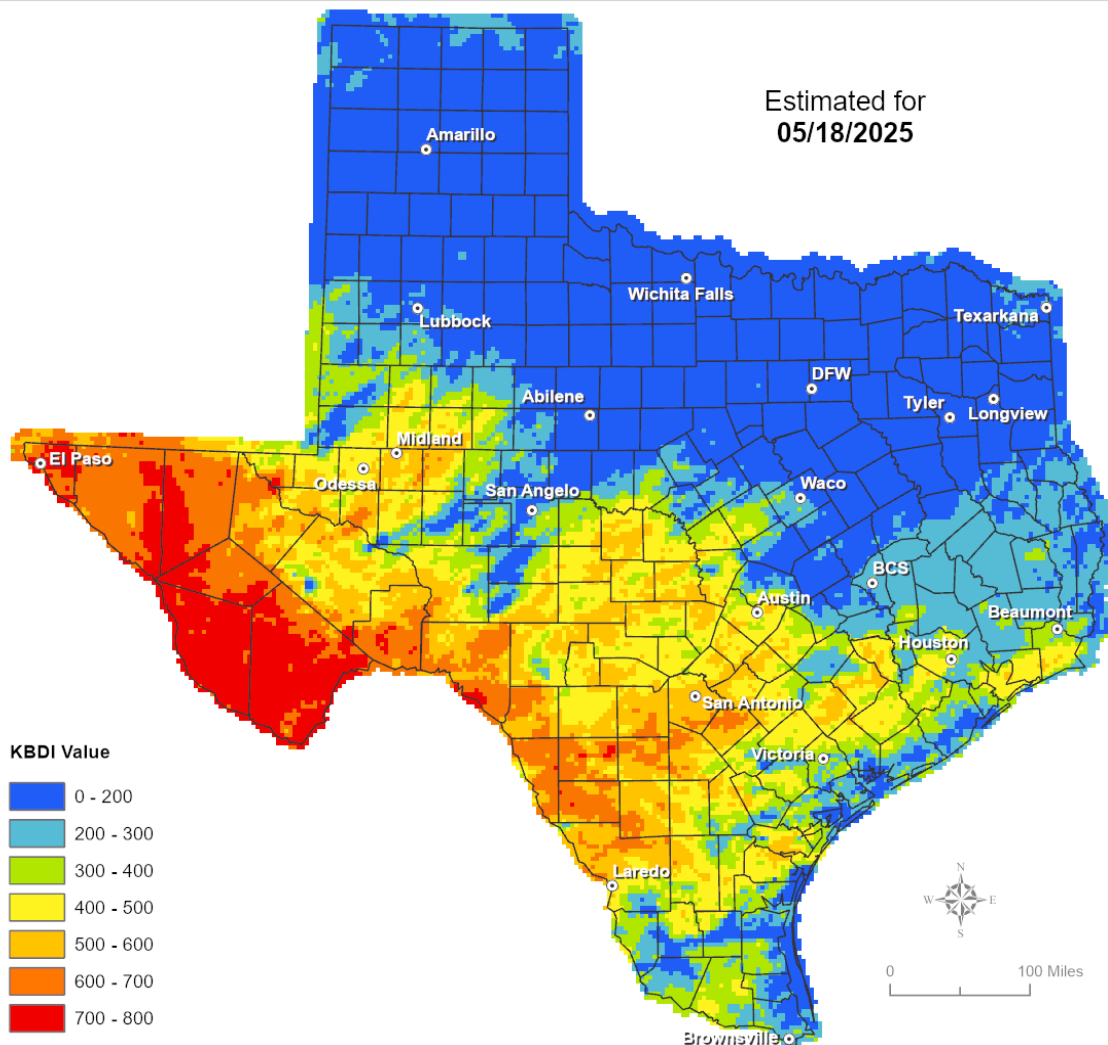 Estimated for
05/18/2025
Amarillo
Wichita Falls
Lubbock
Texarkana
DFW
Abilene
Tyler
Longview
Midland
El Paso
Odessa
San Angelo
Waco
BCS
Austin
Beaumont
Houston
San Antonio
Victoria
Laredo
Brownsville
KBDI Value
0 - 200
200 - 300
300 - 400
400 - 500
500 - 600
600 - 700
700 - 800
N
W
E
S
0
100 Miles